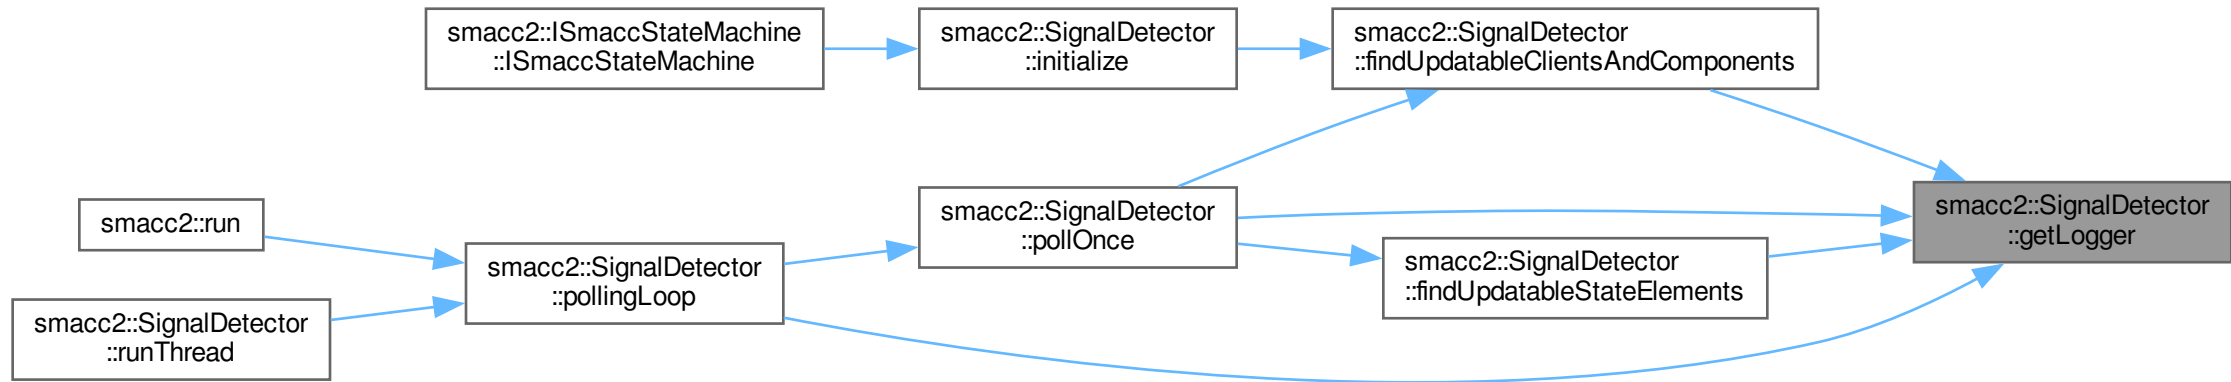 smacc2::ISmaccStateMachine
::ISmaccStateMachine
smacc2::SignalDetector
::initialize
smacc2::SignalDetector
::findUpdatableClientsAndComponents
smacc2::run
smacc2::SignalDetector
::runThread
smacc2::SignalDetector
::pollingLoop
smacc2::SignalDetector
::pollOnce
smacc2::SignalDetector
::findUpdatableStateElements
smacc2::SignalDetector
::getLogger